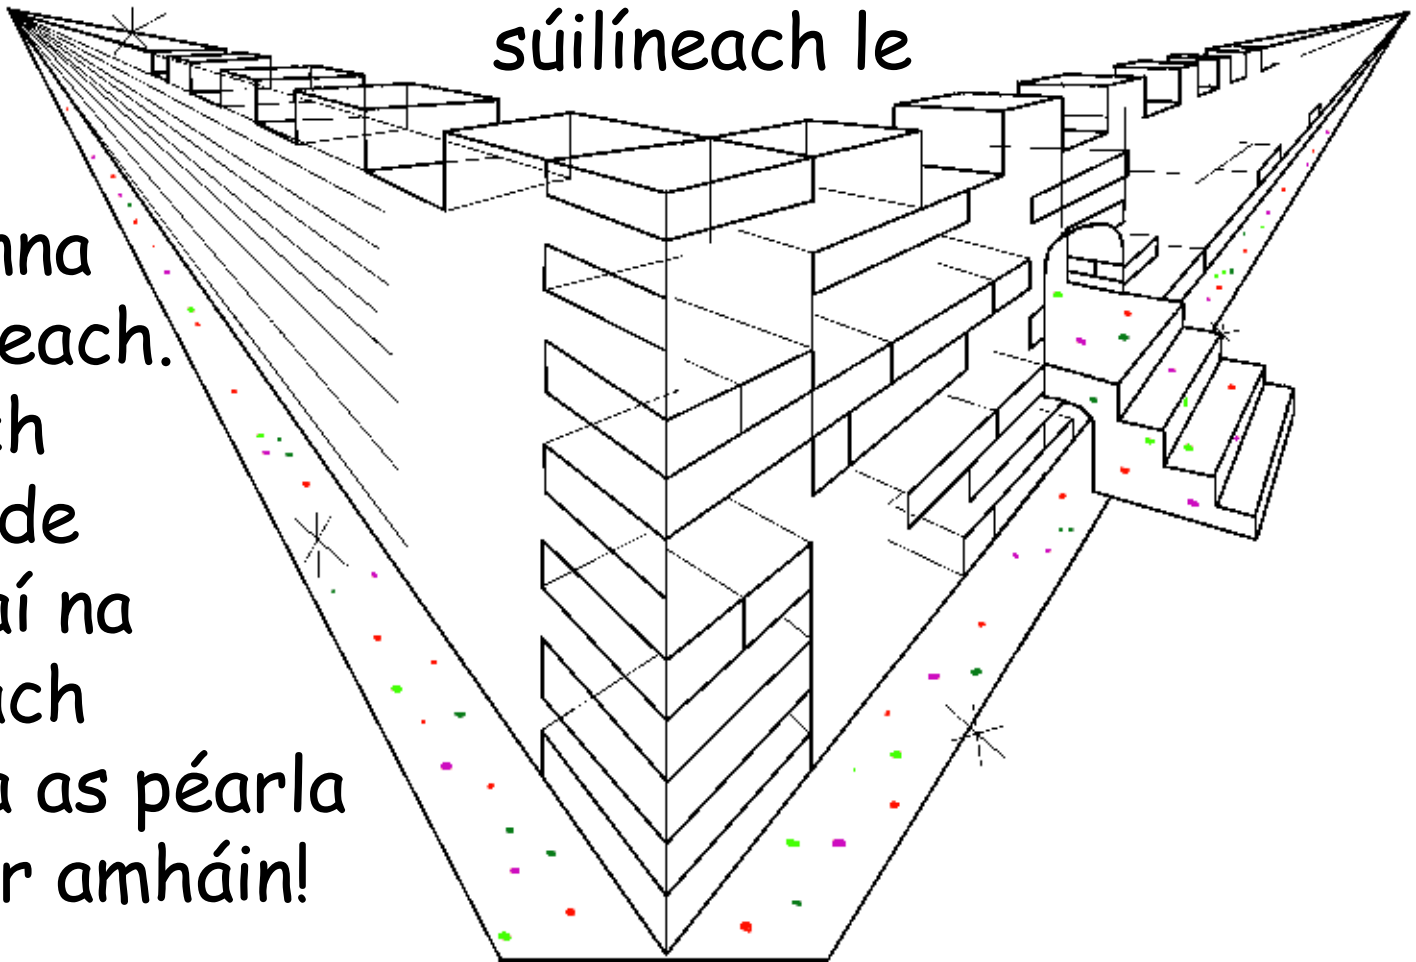 súilíneach le
nna
each.
ch
de
aí na
ach
a as péarla
r amháin!